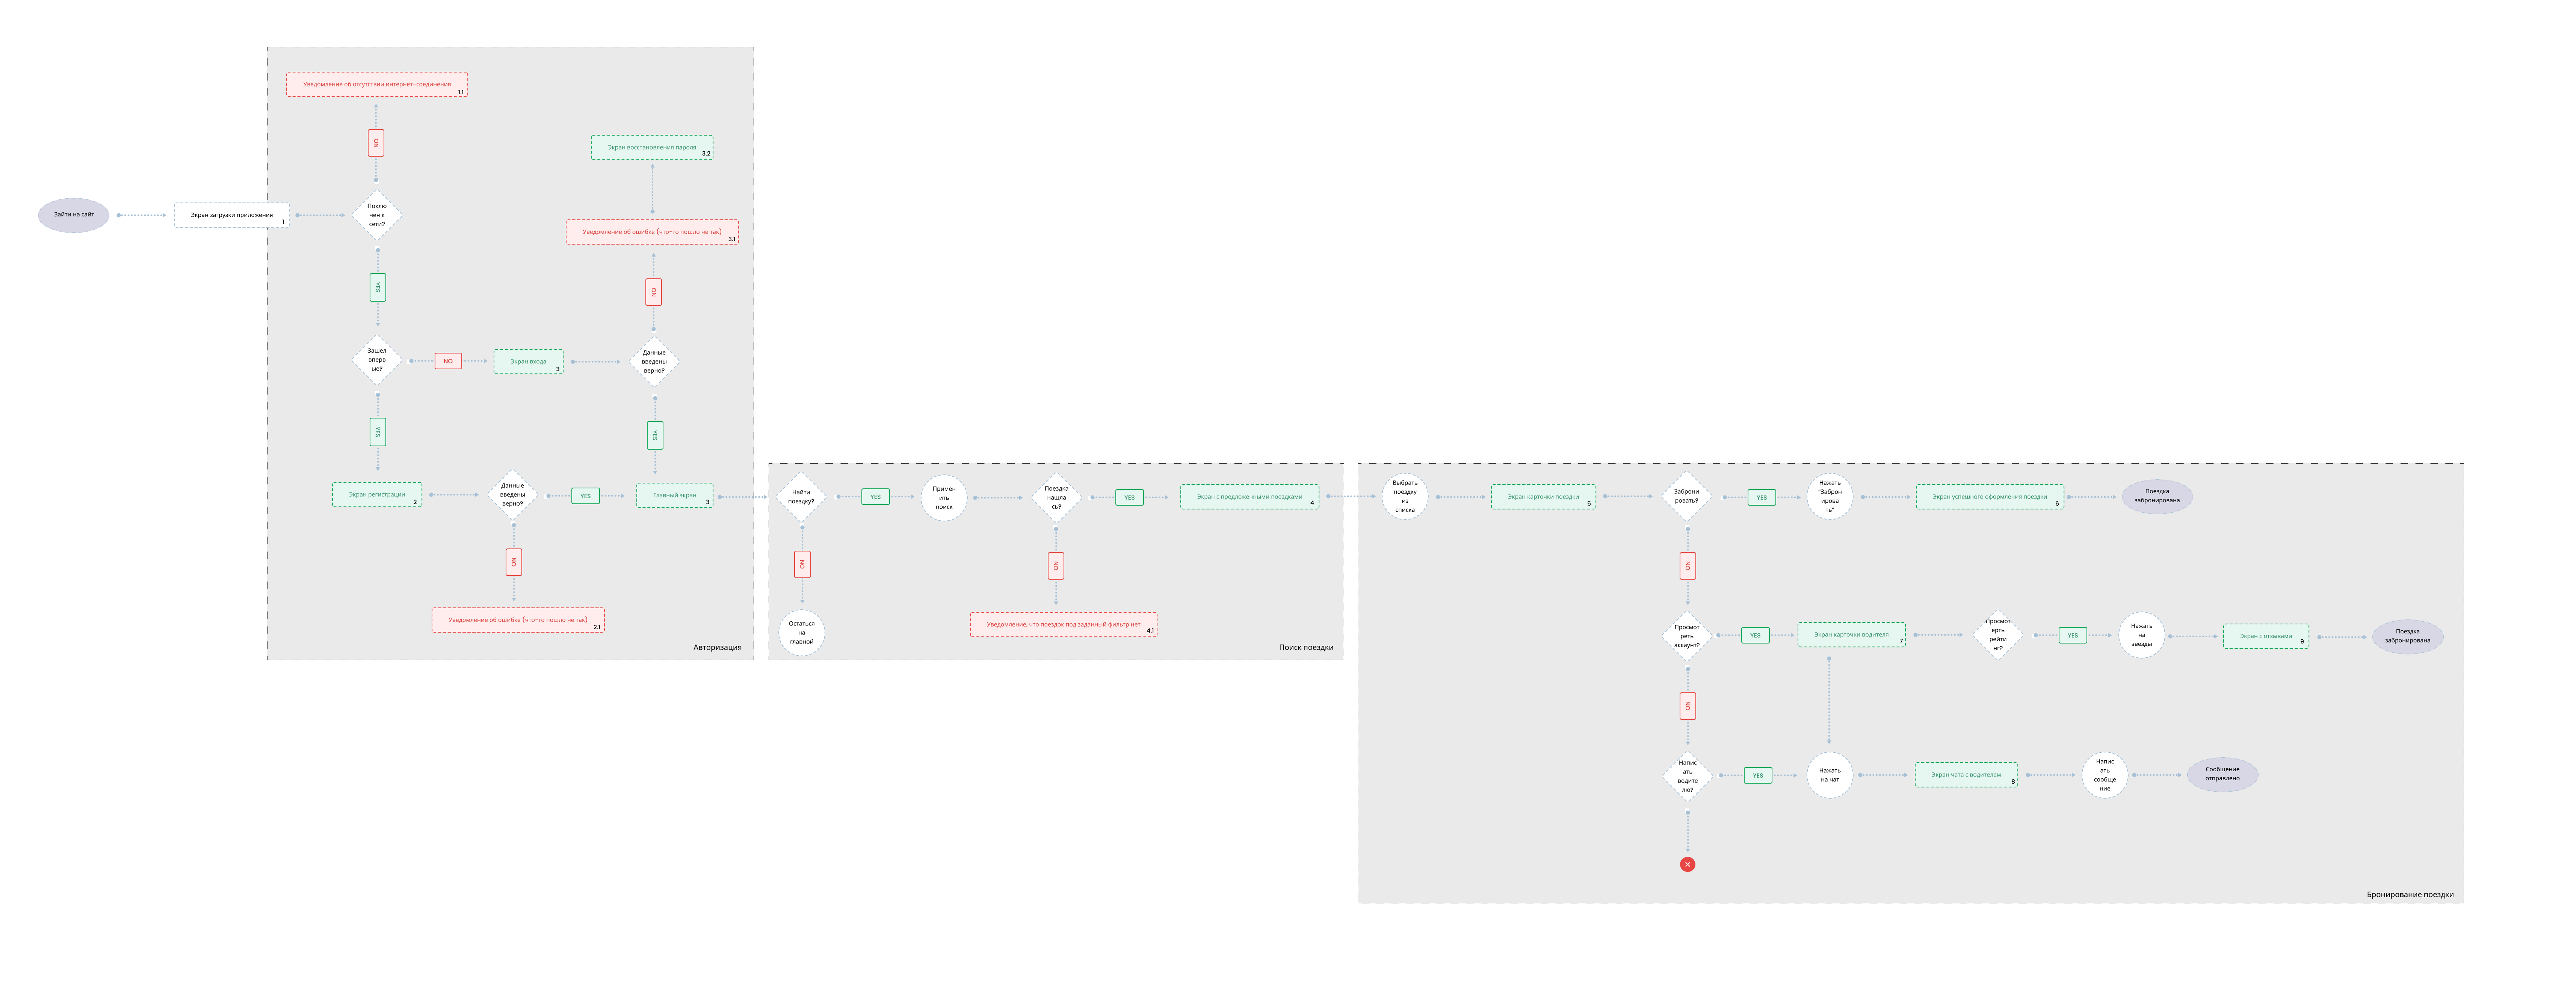 Уведомление об отсутствии интернет-соединения
1.1
NO
Экран восстановления пароля
3.2
Зайти на сайт
Экран загрузки приложения
1
Поклю
чен к
сети?
Уведомление об ошибке (что-то пошло не так)
3.1
YES
NO
Зашел
вперв
ые?
NO
Экран входа
3
Данные
введены
верно?
YES
YES
Экран регистрации
2
Данные
введены
верно?
YES
Главный экран
3
NO
Уведомление об ошибке (что-то пошло не так)
2.1
Авторизация
Найти
поездку?
YES
Примен
ить
поиск
Поездка
нашла
сь?
YES
Экран с предложенными поездками
4
NO
NO
Остаться
на
главной
Уведомление, что поездок под заданный фильтр нет
4.1
Поиск поездки
Выбрать
поездку
из
списка
Экран карточки поездки
5
Заброни
ровать?
YES
Нажать
"Заброн
ирова
ть"
Экран успешного оформления поездки
6
Поездка
забронирована
NO
Просмот
реть
аккаунт?
YES
Экран карточки водителя
7
Просмот
ерть
рейти
нг?
YES
Нажать
на
звезды
Экран с отзывами
9
Поездка
забронирована
NO
Напис
ать
водите
лю?
YES
Нажать
на чат
Экран чата с водителем
8
Напис
ать
сообще
ние
Сообщение
отправлено
Бронирование поездки